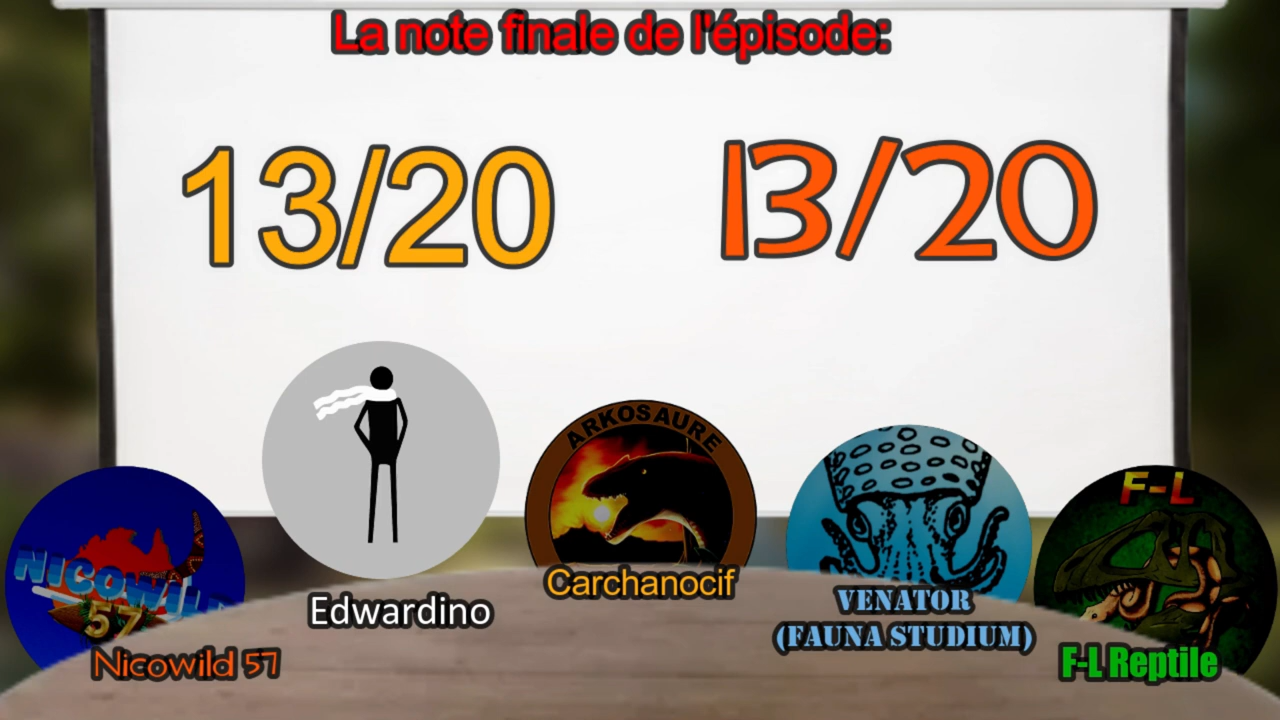 La note finale de l'épisode:
13/20
13/20
ARKOSAURE
F-L
NICOWILD
57
Carchanocif
Edwardino
VENATOR
(FAUNA STUDIUM)
Nicowild 57
F-L Reptile